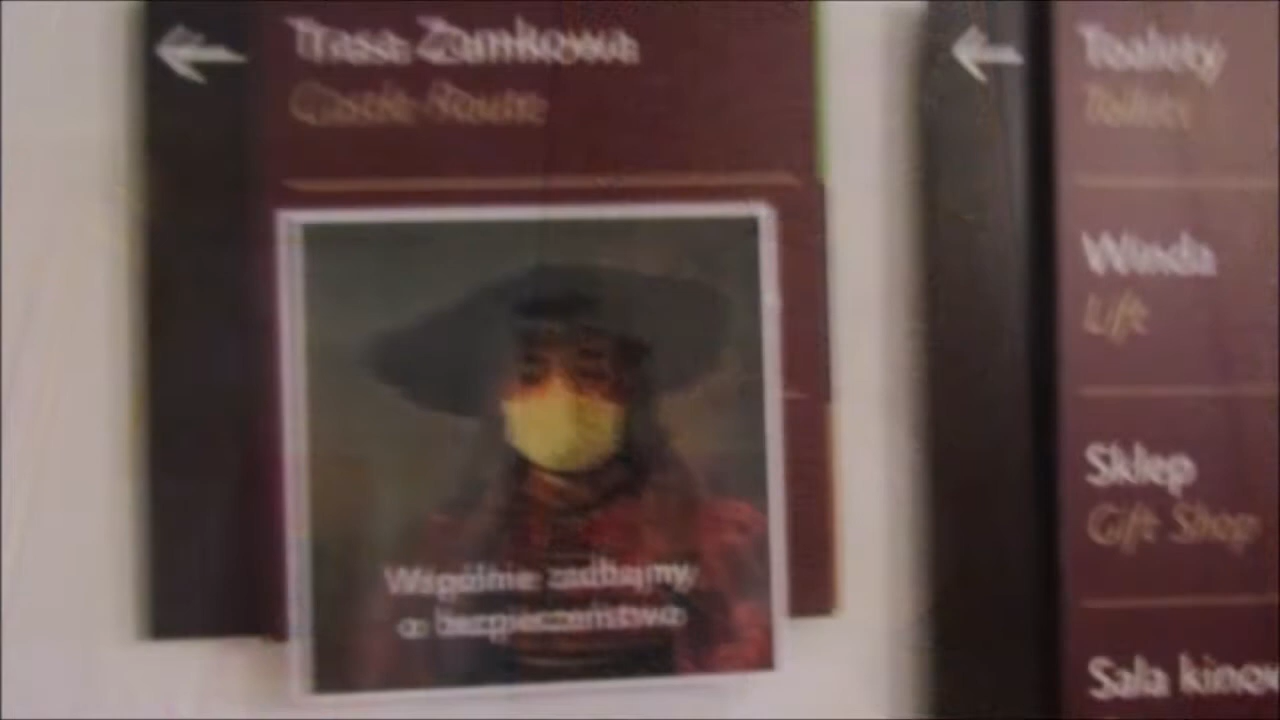 Trasa Zamkowa
Castle Route
Wspólnie zadbajmy
o bezpieczeństwo
Toalety
Toilets
Winda
Lift
Sklep
Gift Shop
Sala kinow